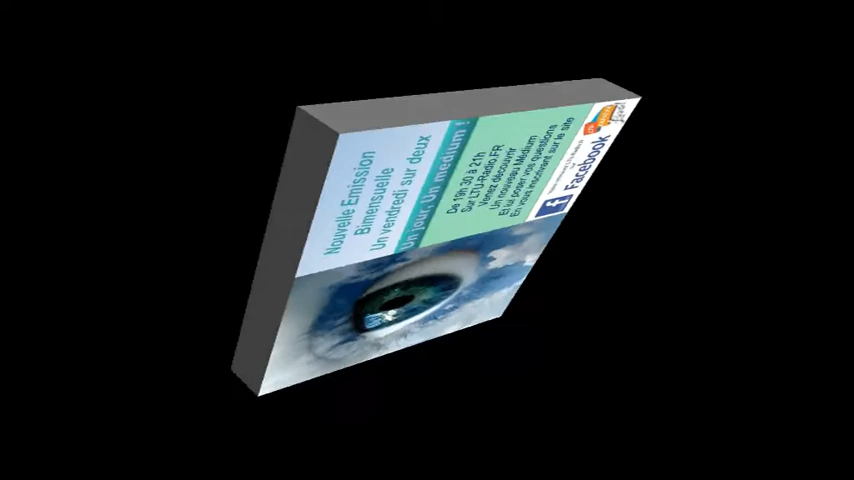 Nouvelle Emission
Bimensuelle
Un vendredi sur deux
Un jour, Un medium !
De 19h 30 à 21h
Sur LTU-Radio.FR
Venez découvrir
Un nouveau Médium
Et lui poser vos questions
En vous inscrivant sur le site
f Facebook